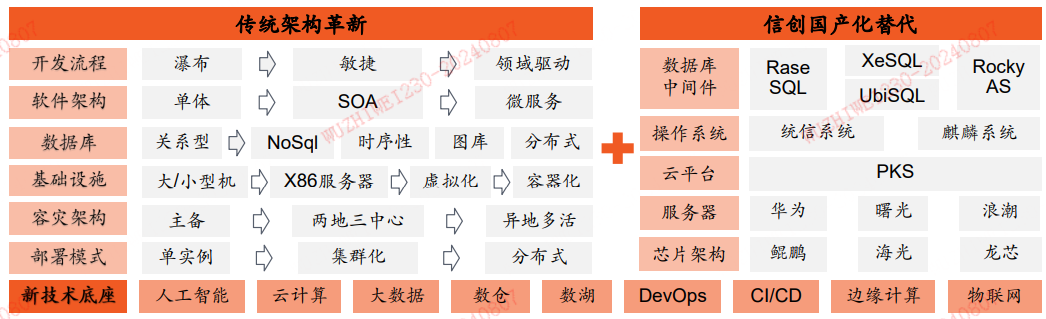 传统架构革新
开发流程 瀑布 敏捷 领域驱动
软件架构 单体 SOA 微服务
数据库 关系型 NoSql 时序性 图库 分布式
基础设施 大/小型机 X86服务器 虚拟化 容器化
容灾架构 主备 两地三中心 异地多活
部署模式 单实例 集群化 分布式
信创国产化替代
数据库
中间件
Rase
SQL
XeSQL
UbiSQL
Rocky
AS
操作系统 统信系统 麒麟系统
云平台 PKS
服务器 华为 曙光 浪潮
芯片架构 鲲鹏 海光 龙芯
新技术底座 人工智能 云计算 大数据 数仓 数湖 DevOps CI/CD 边缘计算 物联网
WUZHIMEI230-20240807